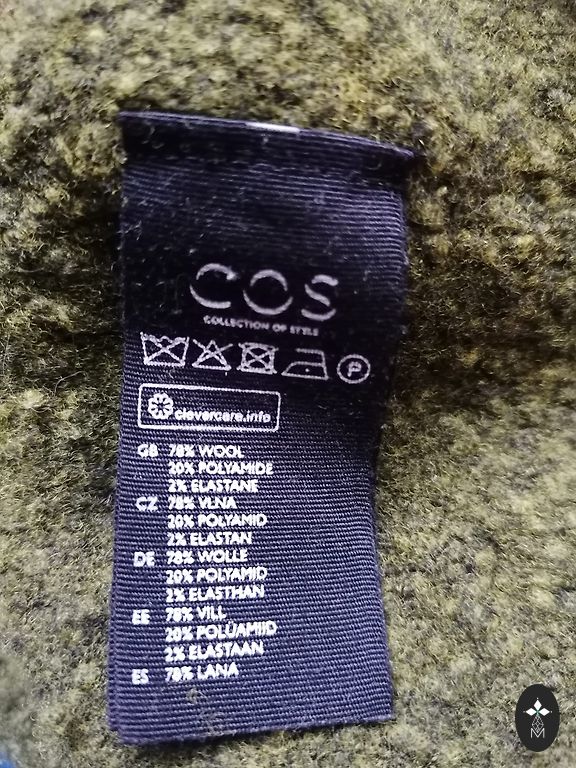 COS
COLLECTION OF STYLE
P
clevercare.info
GB 78% WOOL
20% POLYAMIDE
2% ELASTANE
CZ 78% VLNA
20% POLYAMID
2% ELASTAN
DE 78% WOLLE
20% POLYAMID
2% ELASTHAN
EE 78% VILL
20% POLÜAMIID
2% ELASTAAN
ES 78% LANA
M